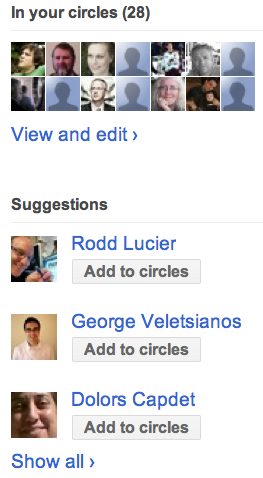 In your circles (28)
View and edit ›
Suggestions
Rodd Lucier
Add to circles
George Veletsianos
Add to circles
Dolors Capdet
Add to circles
Show all ›